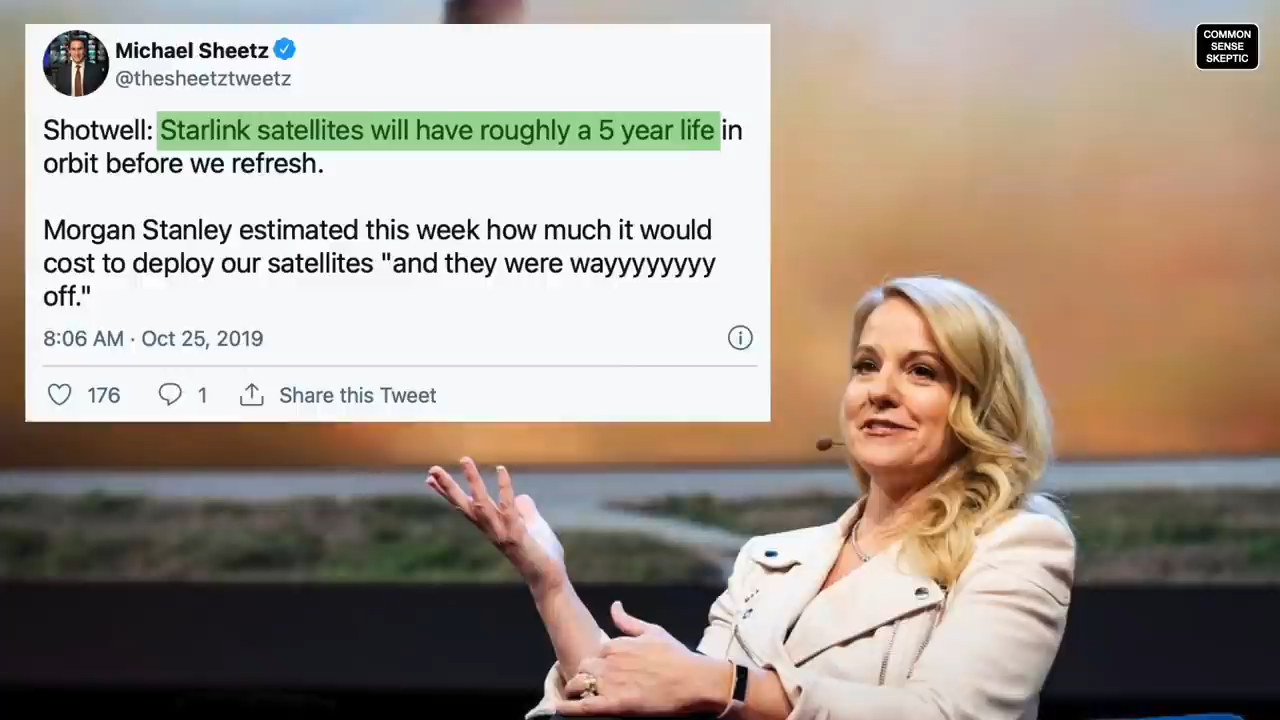 COMMON
SENSE
SKEPTIC
Michael Sheetz
@thesheetztweetz
Shotwell: Starlink satellites will have roughly a 5 year life in
orbit before we refresh.
Morgan Stanley estimated this week how much it would
cost to deploy our satellites "and they were wayyyyyyyy
off."
8:06 AM · Oct 25, 2019
176
1
Share this Tweet